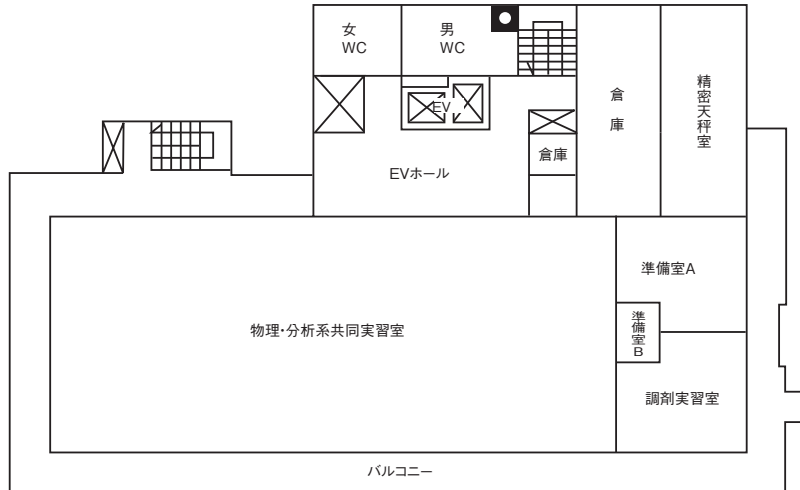 女
WC
男
WC
EV
倉庫
精密天秤室
倉庫
EVホール
準備室A
物理・分析系共同実習室
準備室B
調剤実習室
バルコニー